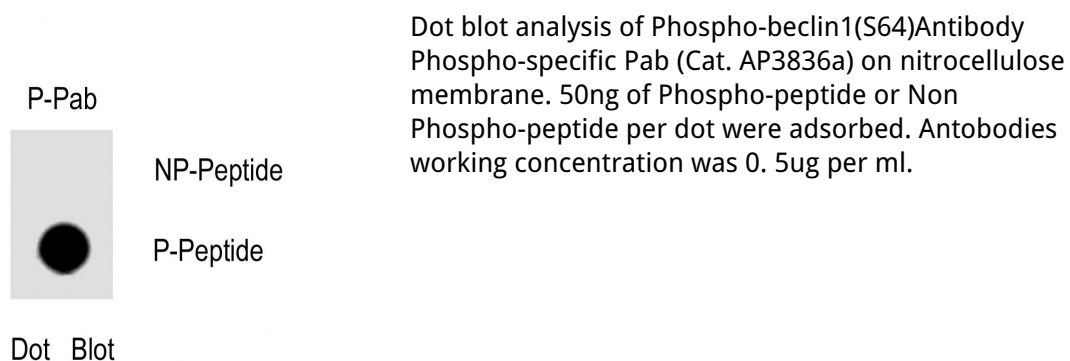 P-Pab
NP-Peptide
P-Peptide
Dot Blot
Dot blot analysis of Phospho-beclin1(S64)Antibody
Phospho-specific Pab (Cat. AP3836a) on nitrocellulose
membrane. 50ng of Phospho-peptide or Non
Phospho-peptide per dot were adsorbed. Antobodies
working concentration was 0. 5ug per ml.